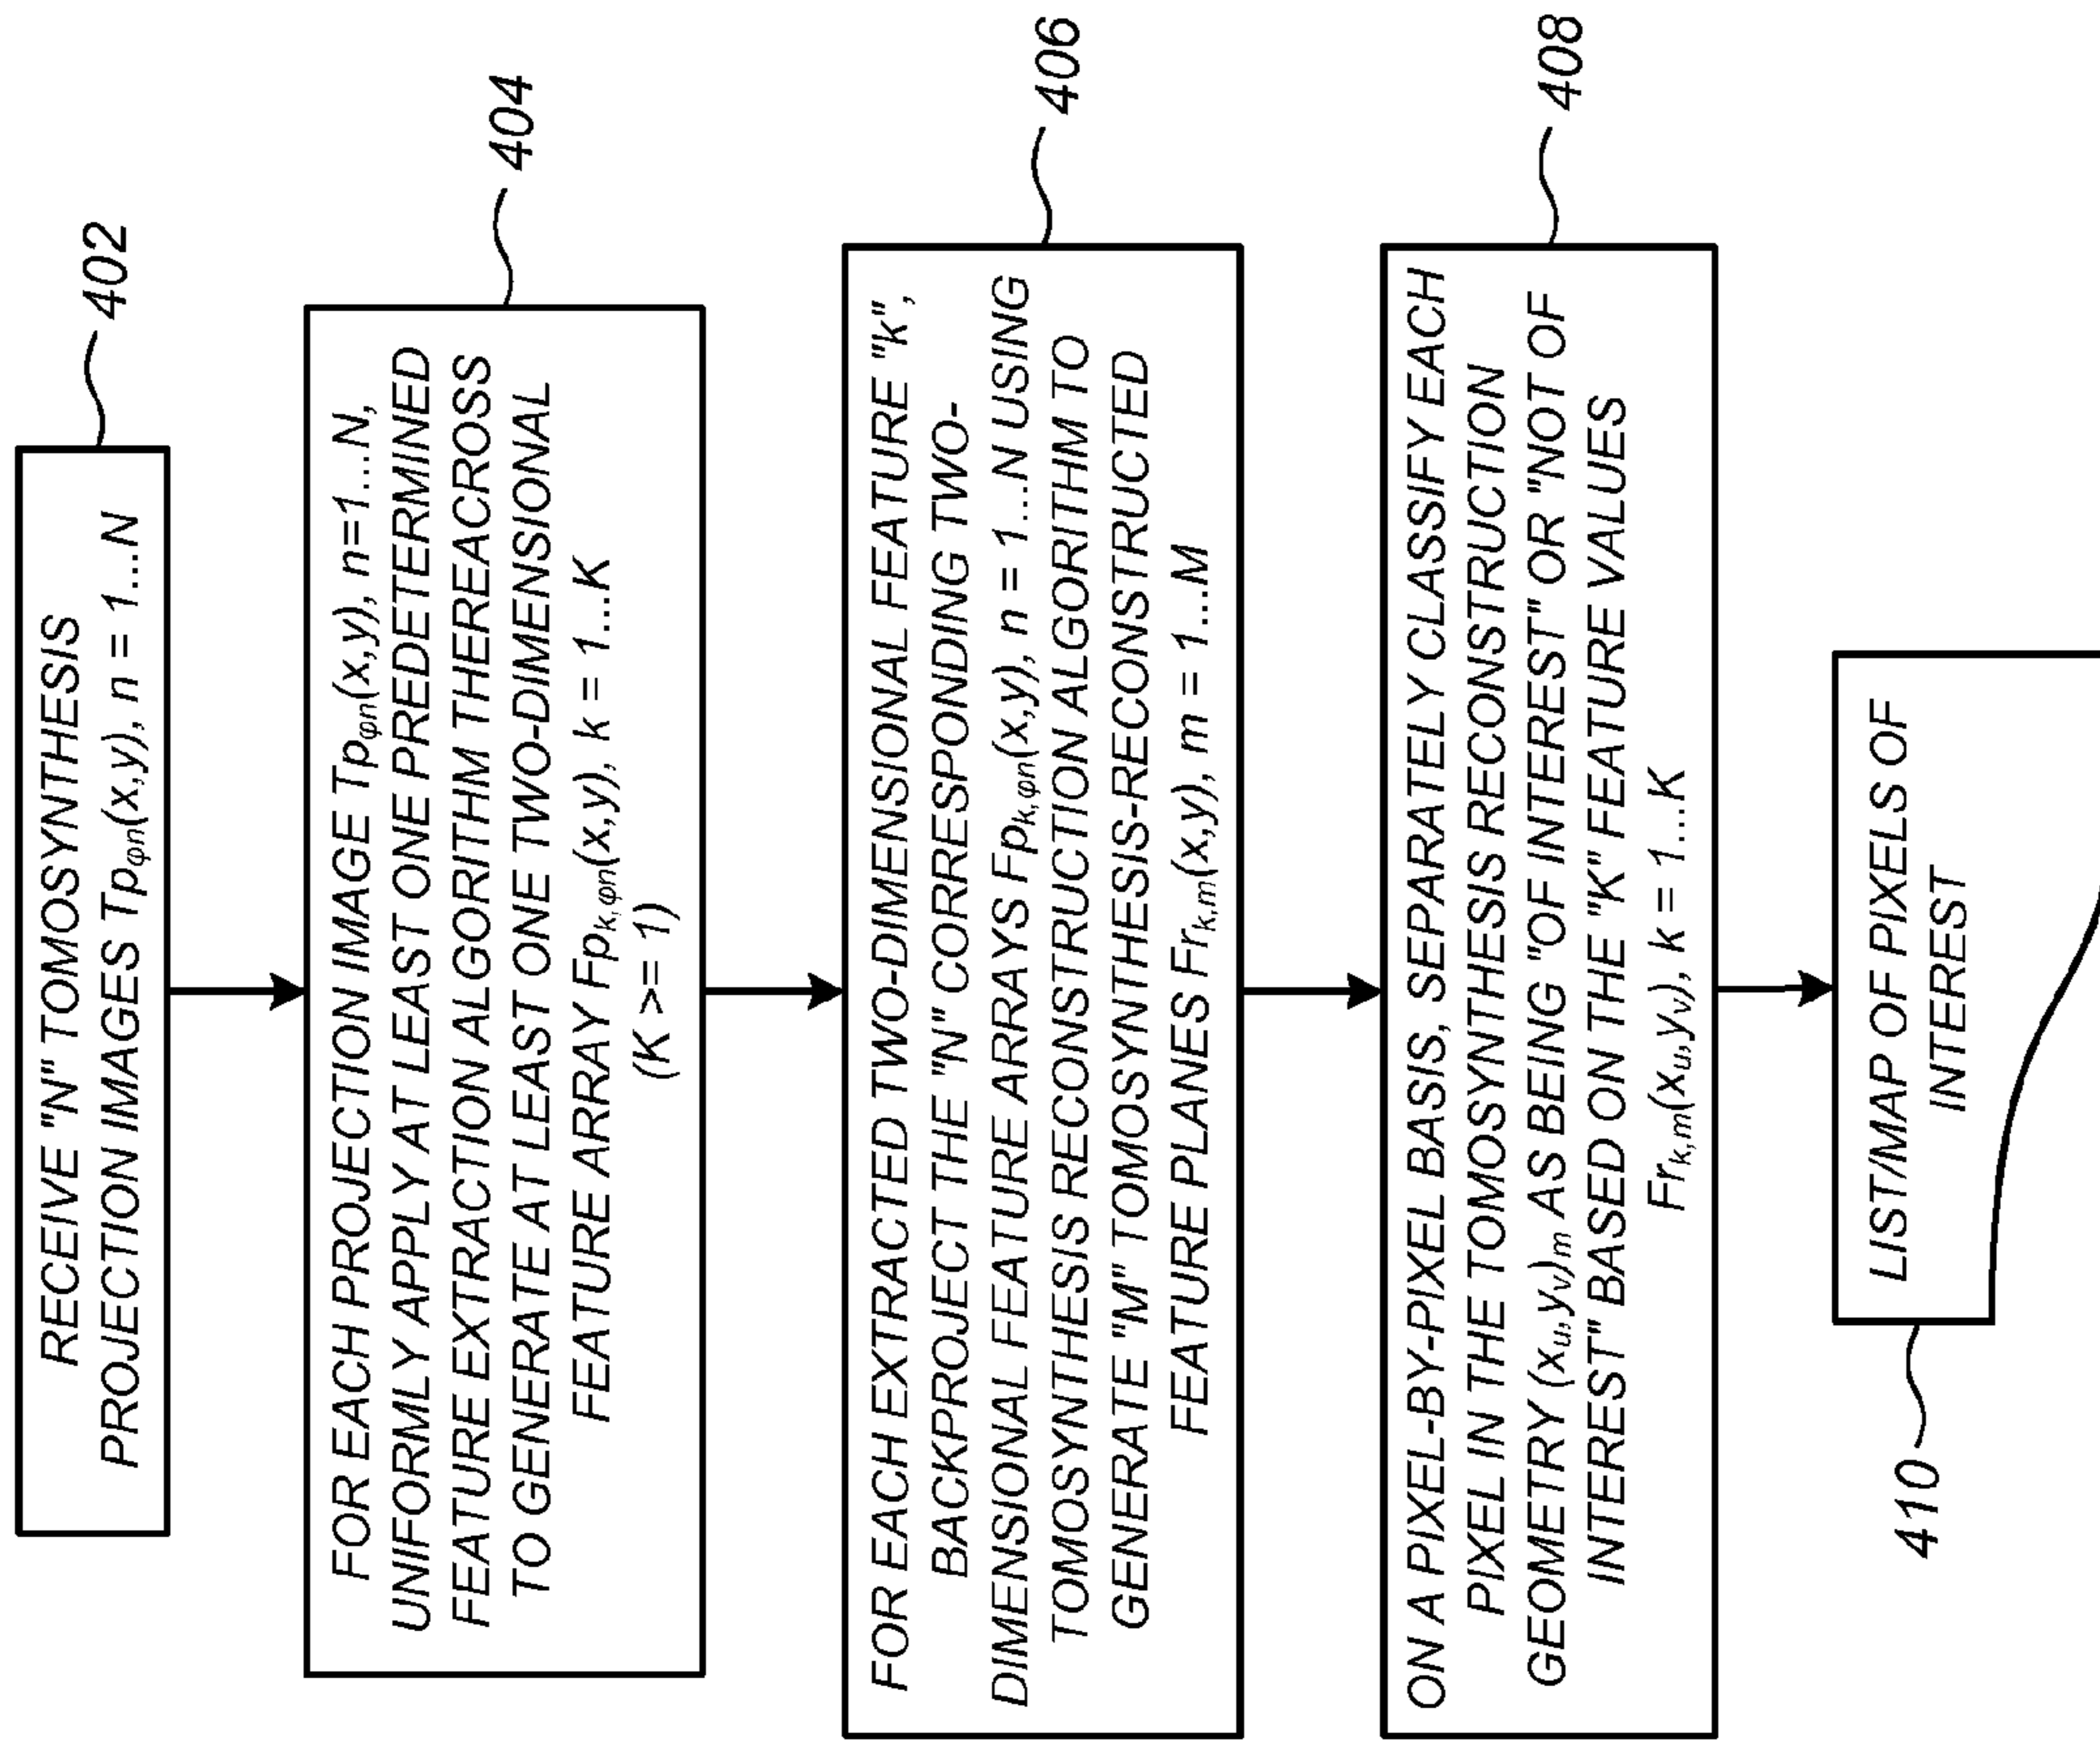 RECEIVE "N" TOMOSYNTHESIS
PROJECTION IMAGES Tpφn(x,y), n = 1...N
402
FOR EACH PROJECTION IMAGE Tpφn(x,y), n=1...N,
UNIFORMLY APPLY AT LEAST ONE PREDETERMINED
FEATURE EXTRACTION ALGORITHM THEREACROSS
TO GENERATE AT LEAST ONE TWO-DIMENSIONAL
FEATURE ARRAY Fpk,φn(x,y), k = 1...K
(K >= 1)
404
FOR EACH EXTRACTED TWO-DIMENSIONAL FEATURE "k",
BACKPROJECT THE "N" CORRESPONDING TWO-
DIMENSIONAL FEATURE ARRAYS Fpk,φn(x,y), n = 1...N USING
TOMOSYNTHESIS RECONSTRUCTION ALGORITHM TO
GENERATE "M" TOMOSYNTHESIS-RECONSTRUCTED
FEATURE PLANES Frk,m(x,y), m = 1...M
406
ON A PIXEL-BY-PIXEL BASIS, SEPARATELY CLASSIFY EACH
PIXEL IN THE TOMOSYNTHESIS RECONSTRUCTION
GEOMETRY (xu,yv)m AS BEING "OF INTEREST" OR "NOT OF
INTEREST" BASED ON THE "K" FEATURE VALUES
Frk,m(xu,yv), k = 1...K
408
LIST/MAP OF PIXELS OF
INTEREST
410